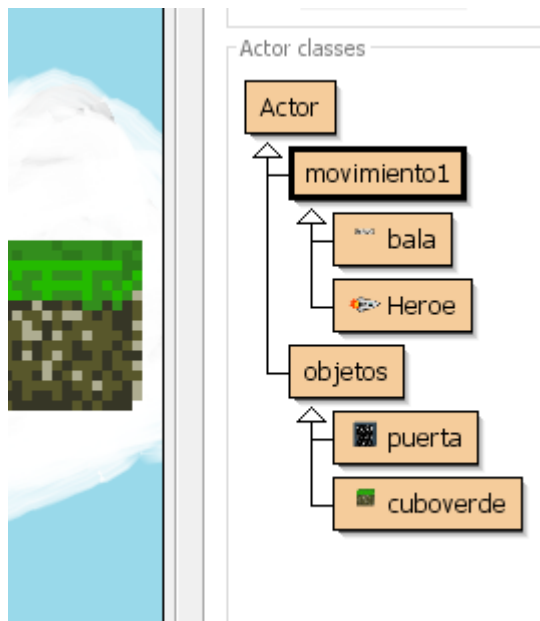 Actor classes
Actor
movimiento1
bala
Heroe
objetos
puerta
cuboverde